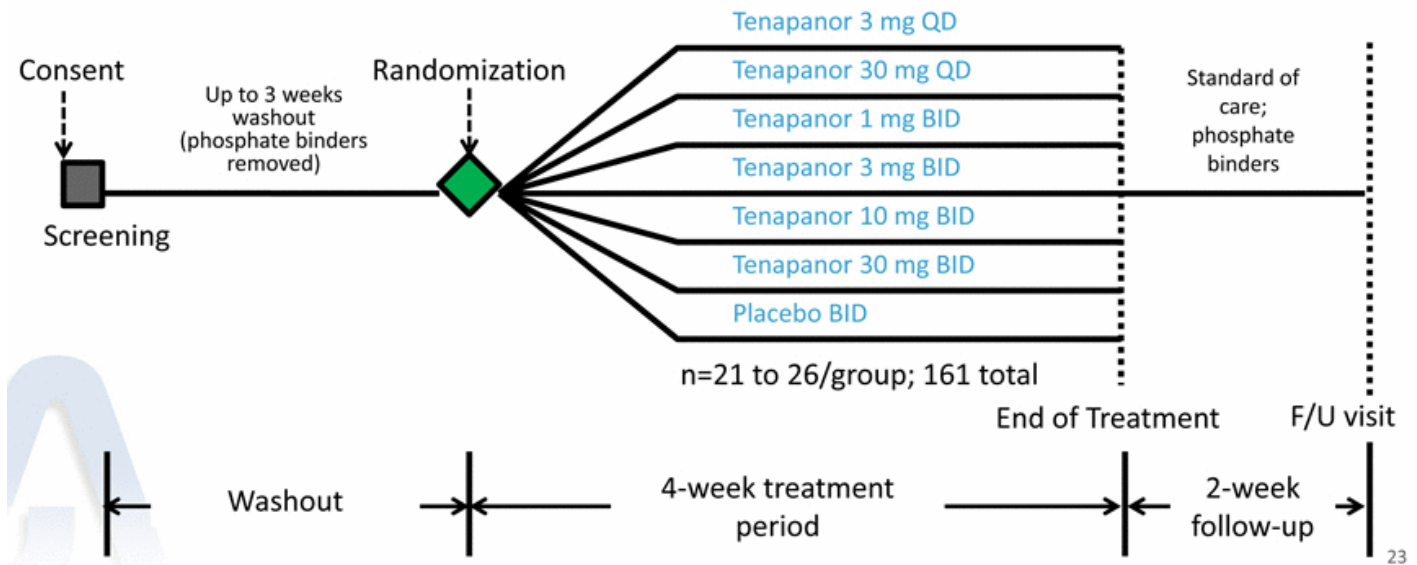 Consent
Screening
Up to 3 weeks
washout
(phosphate binders
removed)
Randomization
Tenapanor 3 mg QD
Tenapanor 30 mg QD
Tenapanor 1 mg BID
Tenapanor 3 mg BID
Tenapanor 10 mg BID
Tenapanor 30 mg BID
Placebo BID
n=21 to 26/group; 161 total
Standard of
care;
phosphate
binders
End of Treatment
F/U visit
Washout
4-week treatment
period
2-week
follow-up
23